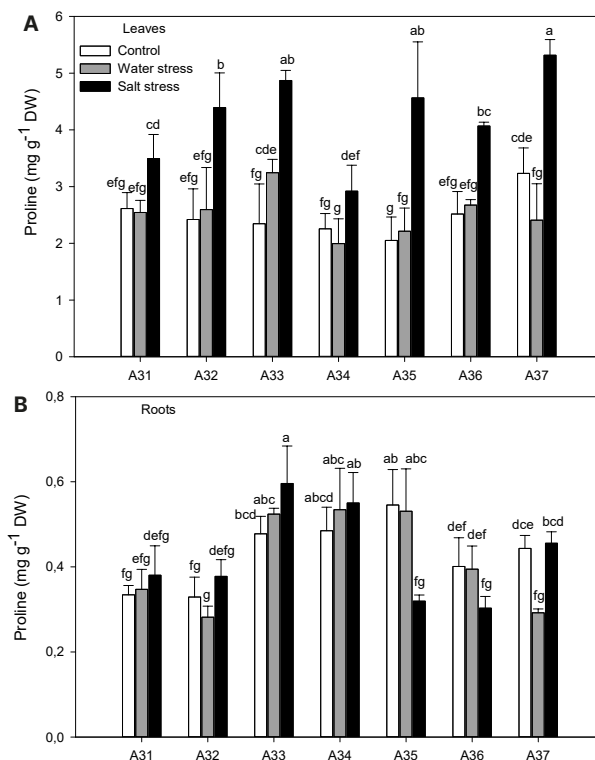 A
Leaves
Control
Water stress
Salt stress
Proline (mg g⁻¹ DW)
6
5
4
3
2
1
0
efg efg cd
efg efg b
fg cde ab
fg g def
g fg ab
efg efg bc
cde fg a
A31 A32 A33 A34 A35 A36 A37
B
Roots
Proline (mg g⁻¹ DW)
0,8
0,6
0,4
0,2
0,0
fg efg defg
fg g defg
bcd abc a
abcd abc ab
ab abc fg
def def fg
dce fg bcd
A31 A32 A33 A34 A35 A36 A37